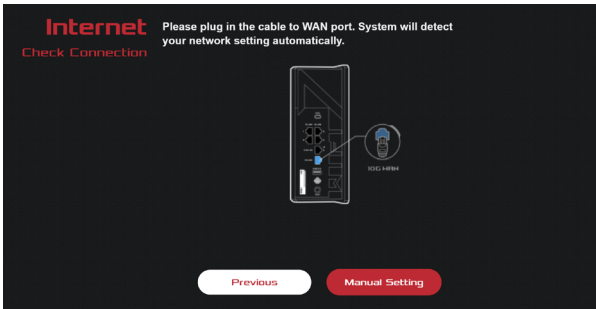 Internet
Check Connection
Please plug in the cable to WAN port. System will detect
your network setting automatically.
10G WAN
Previous
Manual Setting